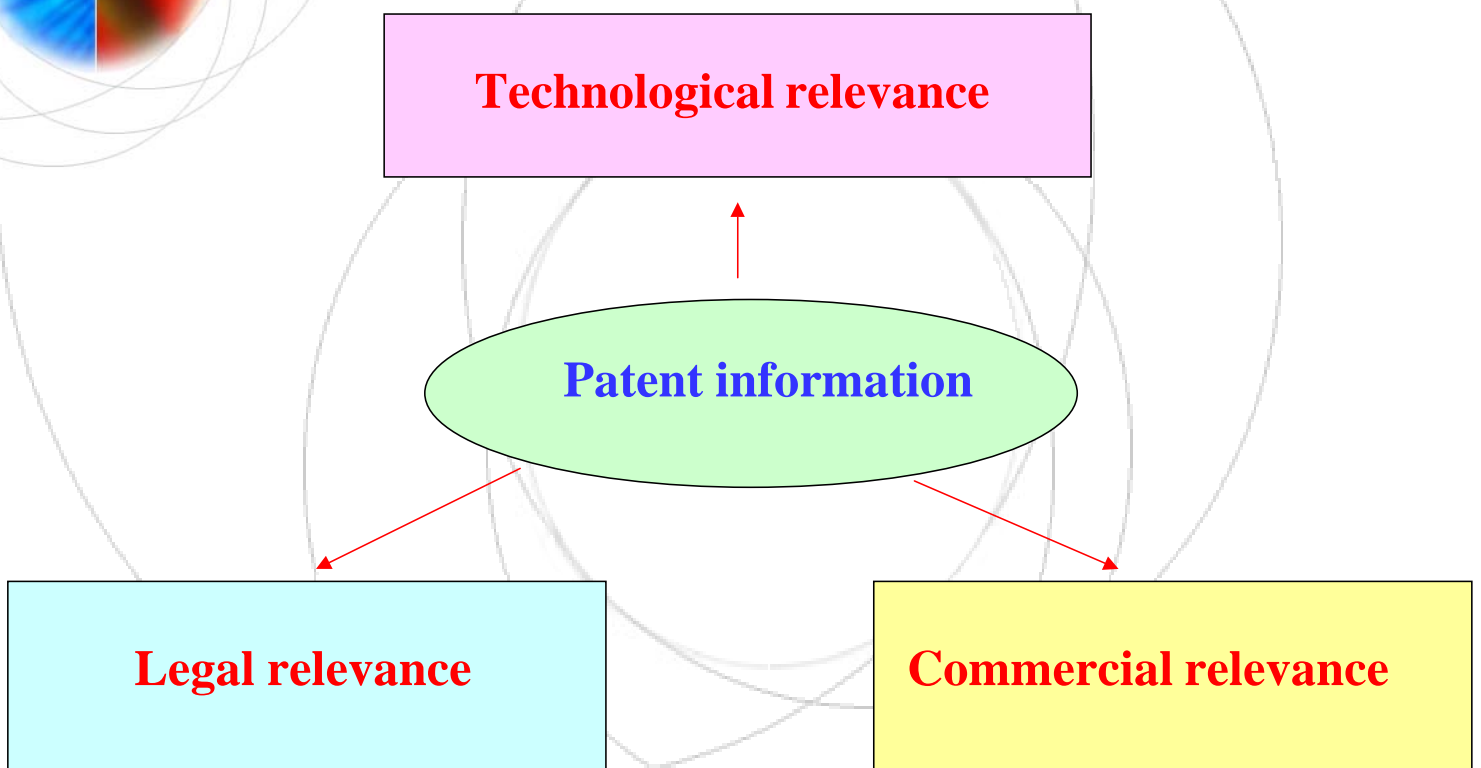 Technological relevance
Patent information
Legal relevance
Commercial relevance